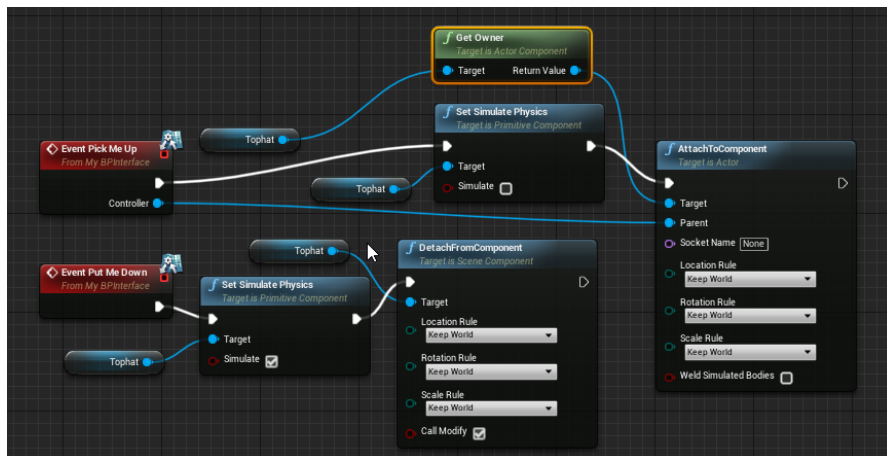 Get Owner
Target is Actor Component
Target Return Value
Set Simulate Physics
Target is Primitive Component
Target
Simulate
Tophat
Tophat
Event Pick Me Up
From My BPInterface
Controller
AttachToComponent
Target is Actor
Target
Parent
Socket Name None
Location Rule
Keep World
Rotation Rule
Keep World
Scale Rule
Keep World
Weld Simulated Bodies
Tophat
Event Put Me Down
From My BPInterface
Set Simulate Physics
Target is Primitive Component
Target
Simulate
Tophat
DetachFromComponent
Target is Scene Component
Target
Location Rule
Keep World
Rotation Rule
Keep World
Scale Rule
Keep World
Call Modify